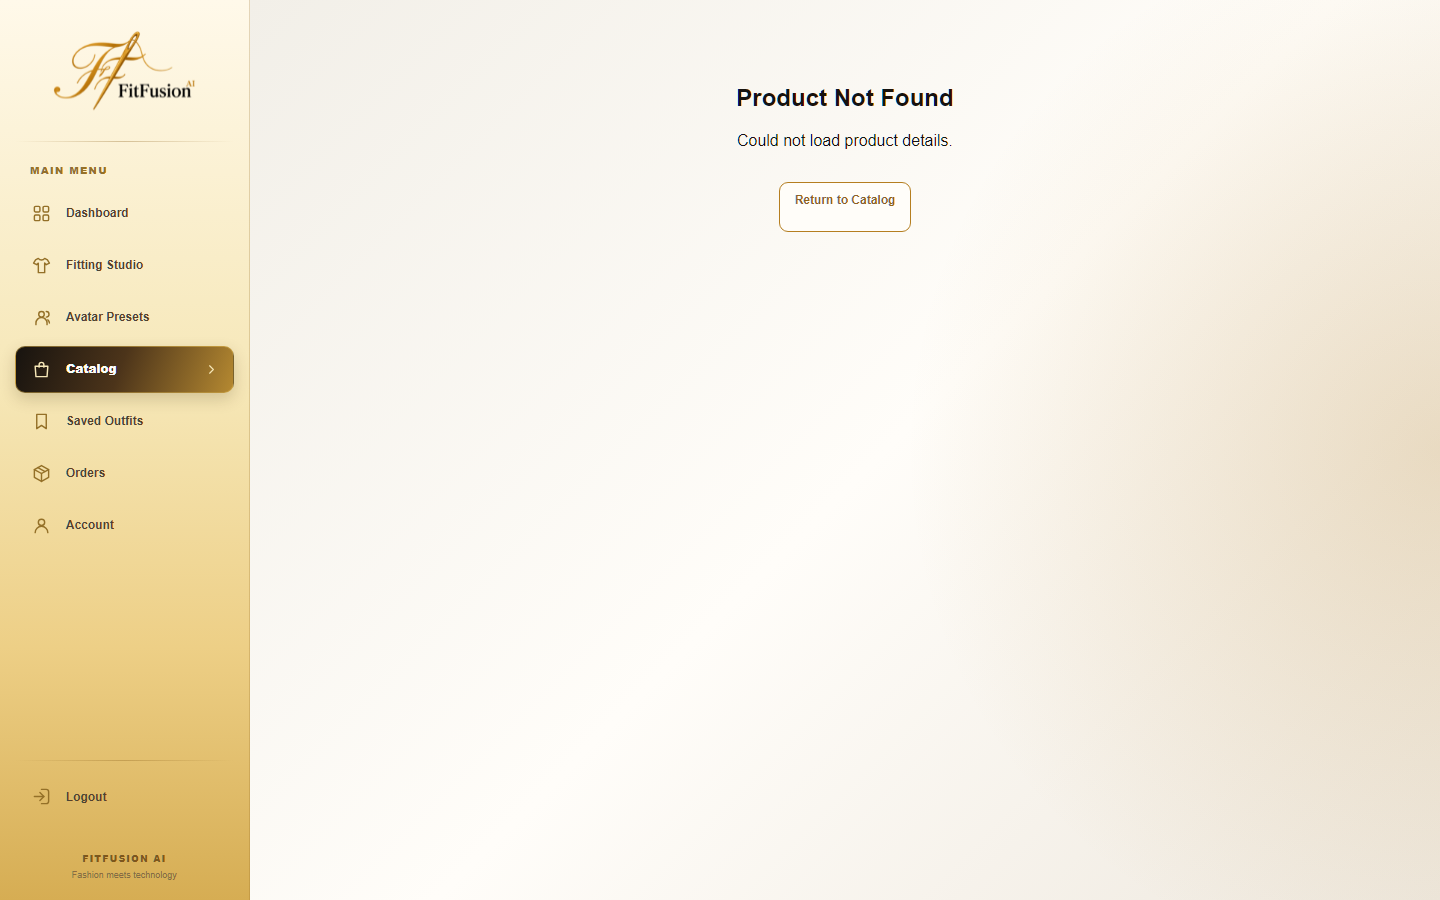 FitFusion AI
MAIN MENU
Dashboard
Fitting Studio
Avatar Presets
Catalog
Saved Outfits
Orders
Account
Logout
FITFUSION AI
Fashion meets technology
Product Not Found
Could not load product details.
Return to Catalog